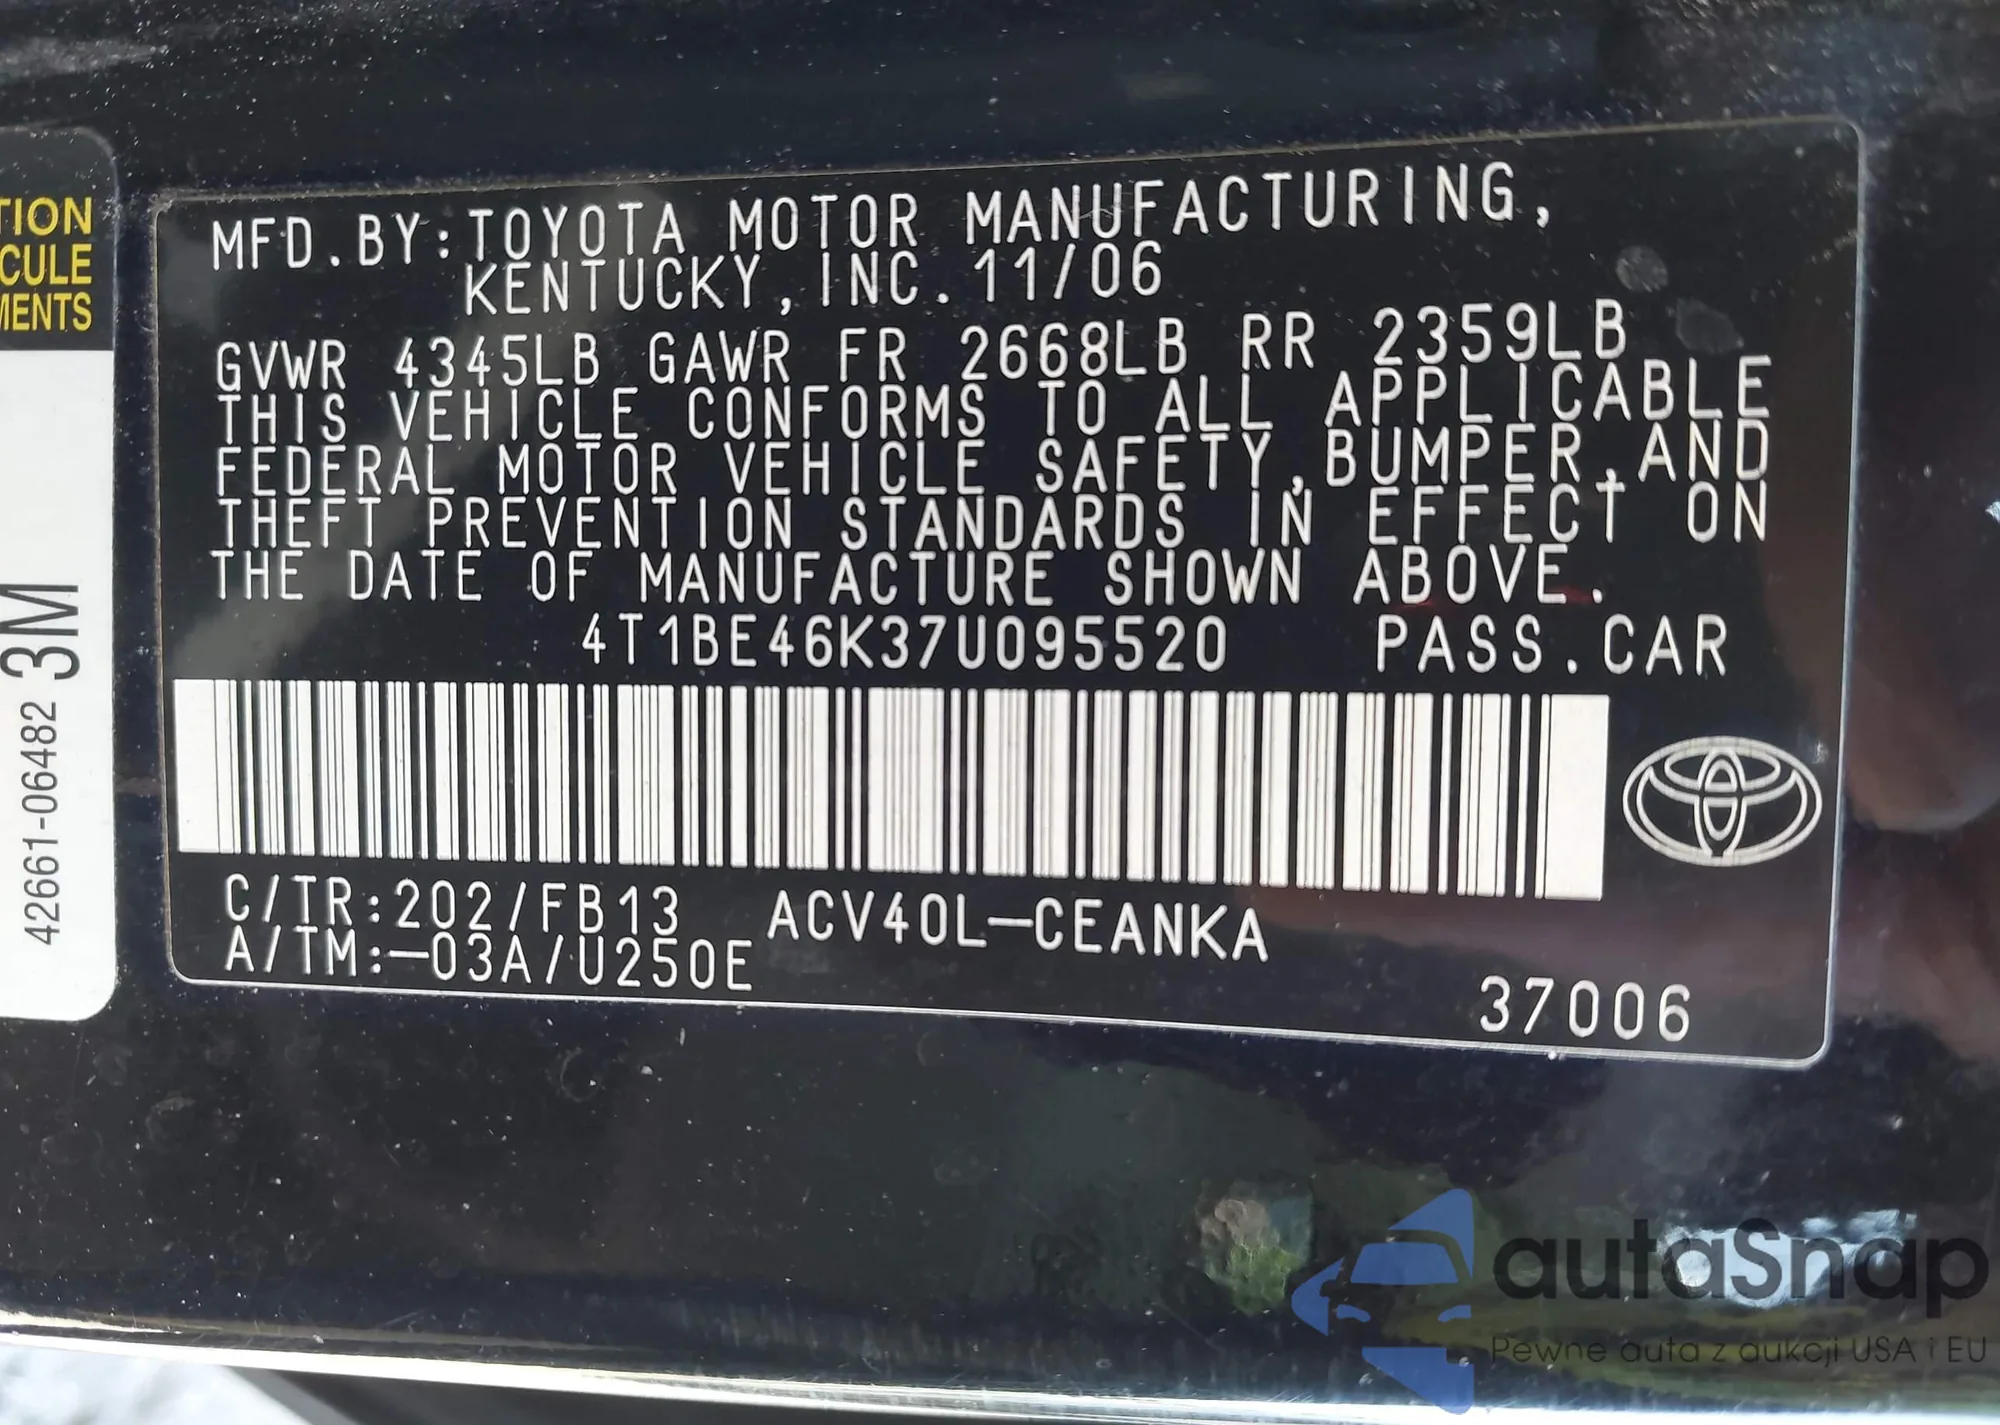 TION
CULE
MENTS
3M
42661-06482
MFD.BY:TOYOTA MOTOR MANUFACTURING,
KENTUCKY,INC.11/06
GVWR 4345LB GAWR FR 2668LB RR 2359LB
THIS VEHICLE CONFORMS TO ALL APPLICABLE
FEDERAL MOTOR VEHICLE SAFETY,BUMPER,AND
THEFT PREVENTION STANDARDS IN EFFECT ON
THE DATE OF MANUFACTURE SHOWN ABOVE.
4T1BE46K37U095520 PASS.CAR
C/TR:202/FB13 ACV40L-CEANKA
A/TM:-03A/U250E
37006
autaSnap
Pewne auta z aukcji USA i EU